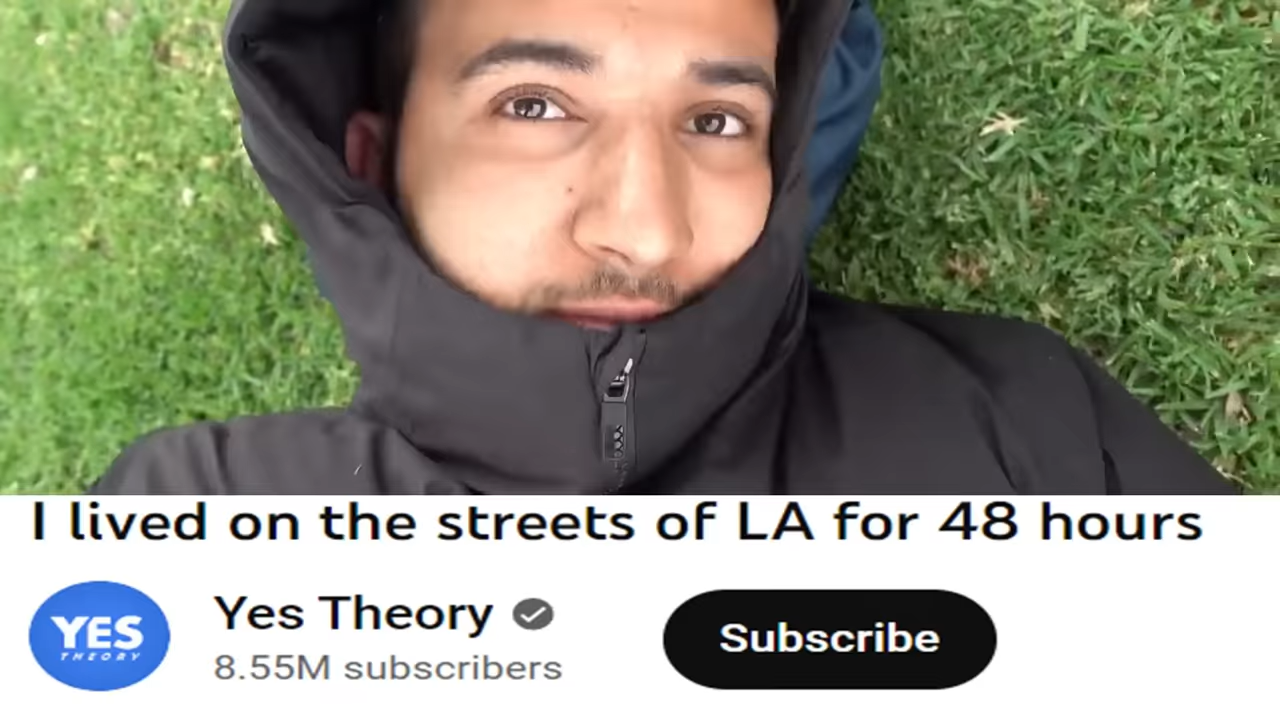 I lived on the streets of LA for 48 hours
YES
THEORY
Yes Theory
8.55M subscribers
Subscribe